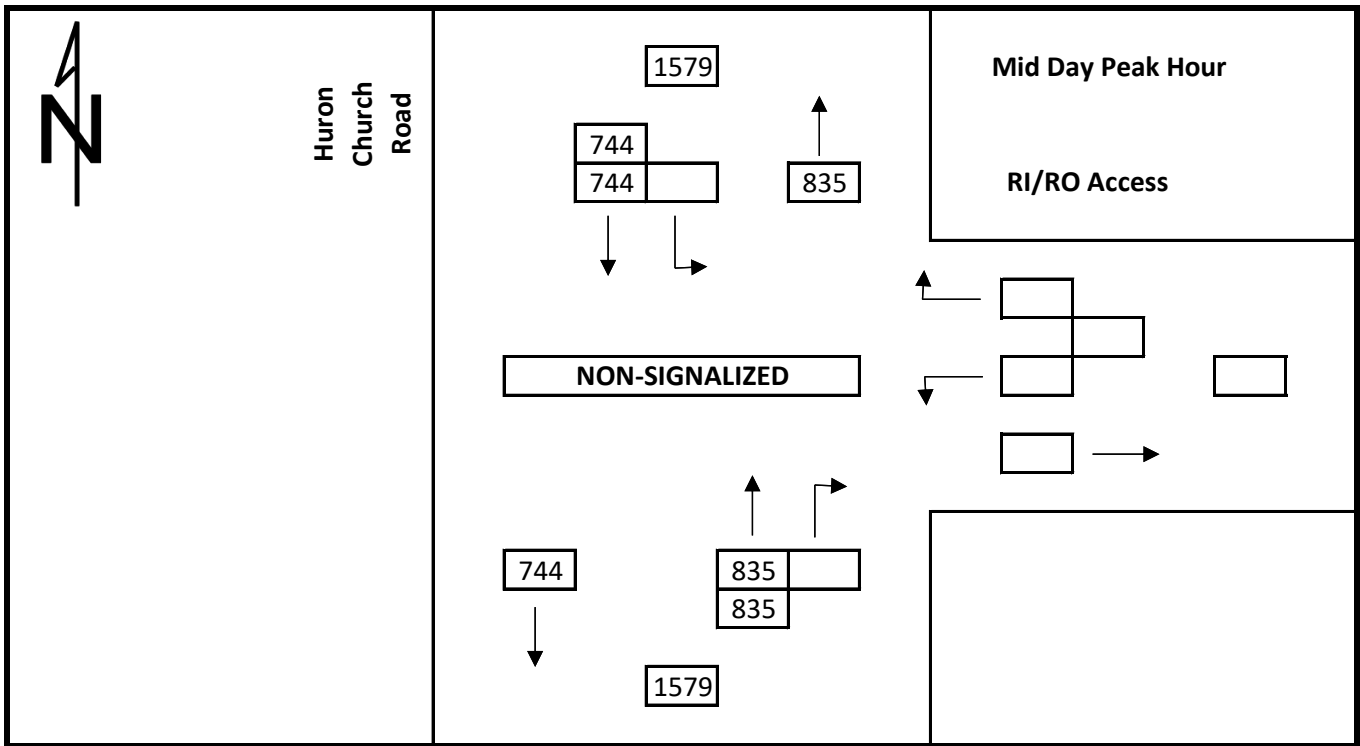 N
Huron
Church
Road
1579
Mid Day Peak Hour
744
744
835
RI/RO Access
NON-SIGNALIZED
744
835
835
1579